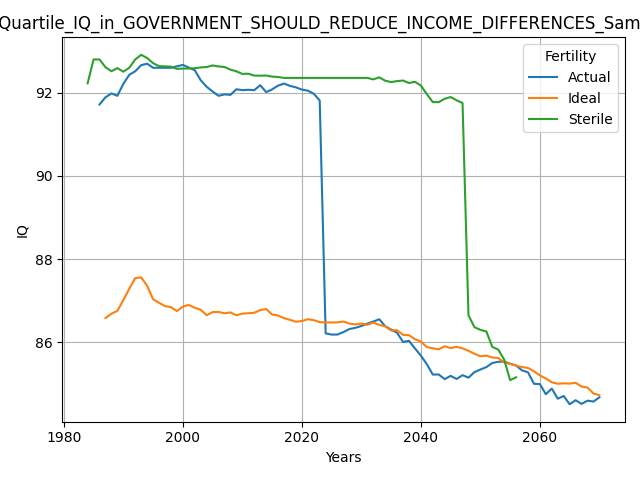 Quartile_IQ_in_GOVERNMENT_SHOULD_REDUCE_INCOME_DIFFERENCES_Sam
Fertility
Actual
Ideal
Sterile
92
90
88
86
IQ
1980
2000
2020
2040
2060
Years